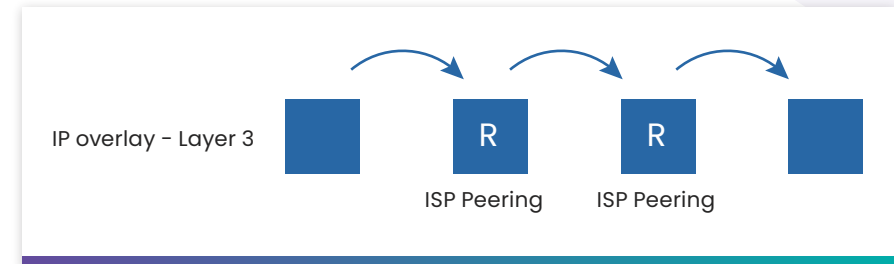 IP overlay - Layer 3
R
R
ISP Peering
ISP Peering